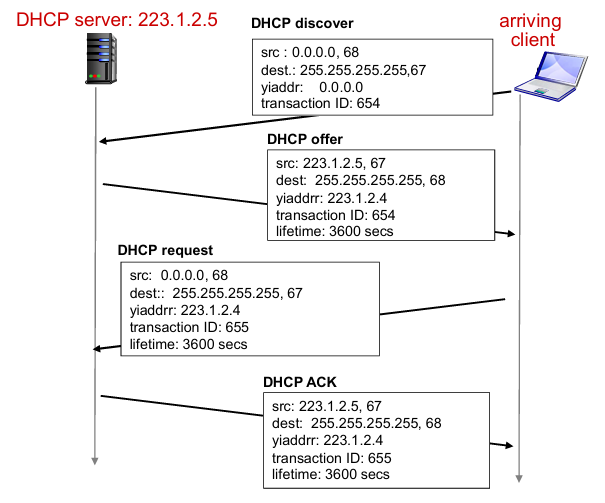 DHCP server: 223.1.2.5
arriving
client
DHCP discover
src : 0.0.0.0, 68
dest.: 255.255.255.255,67
yiaddr: 0.0.0.0
transaction ID: 654
DHCP offer
src: 223.1.2.5, 67
dest: 255.255.255.255, 68
yiaddrr: 223.1.2.4
transaction ID: 654
lifetime: 3600 secs
DHCP request
src: 0.0.0.0, 68
dest:: 255.255.255.255, 67
yiaddrr: 223.1.2.4
transaction ID: 655
lifetime: 3600 secs
DHCP ACK
src: 223.1.2.5, 67
dest: 255.255.255.255, 68
yiaddrr: 223.1.2.4
transaction ID: 655
lifetime: 3600 secs